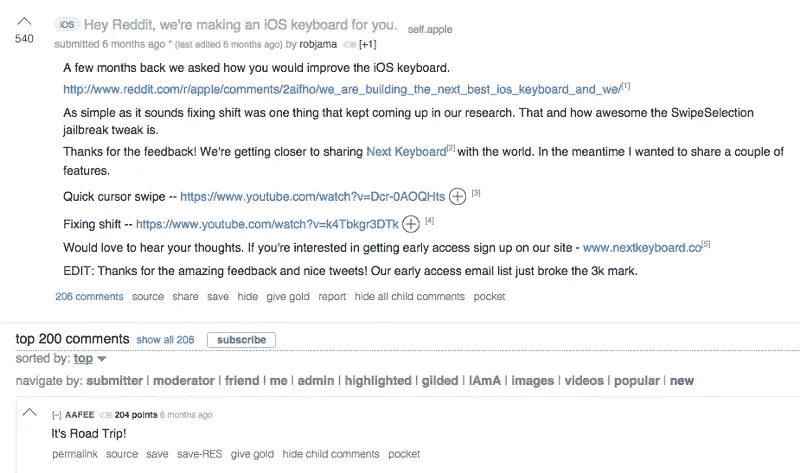 iOS Hey Reddit, we're making an iOS keyboard for you. self.apple
540
submitted 6 months ago * (last edited 6 months ago) by robjama [+1]
A few months back we asked how you would improve the iOS keyboard.
http://www.reddit.com/r/apple/comments/2aifho/we_are_building_the_next_best_ios_keyboard_and_we/[1]
As simple as it sounds fixing shift was one thing that kept coming up in our research. That and how awesome the SwipeSelection
jailbreak tweak is.
Thanks for the feedback! We're getting closer to sharing Next Keyboard[2] with the world. In the meantime I wanted to share a couple of
features.
Quick cursor swipe -- https://www.youtube.com/watch?v=Dcr-0AOQHts [3]
Fixing shift -- https://www.youtube.com/watch?v=k4Tbkgr3DTk [4]
Would love to hear your thoughts. If you're interested in getting early access sign up on our site - www.nextkeyboard.co[5]
EDIT: Thanks for the amazing feedback and nice tweets! Our early access email list just broke the 3k mark.
206 comments source share save hide give gold report hide all child comments pocket
top 200 comments show all 206 subscribe
sorted by: top
navigate by: submitter | moderator | friend | me | admin | highlighted | gilded | IAmA | images | videos | popular | new
[–] AAFEE 204 points 6 months ago
It's Road Trip!
permalink source save save-RES give gold hide child comments pocket